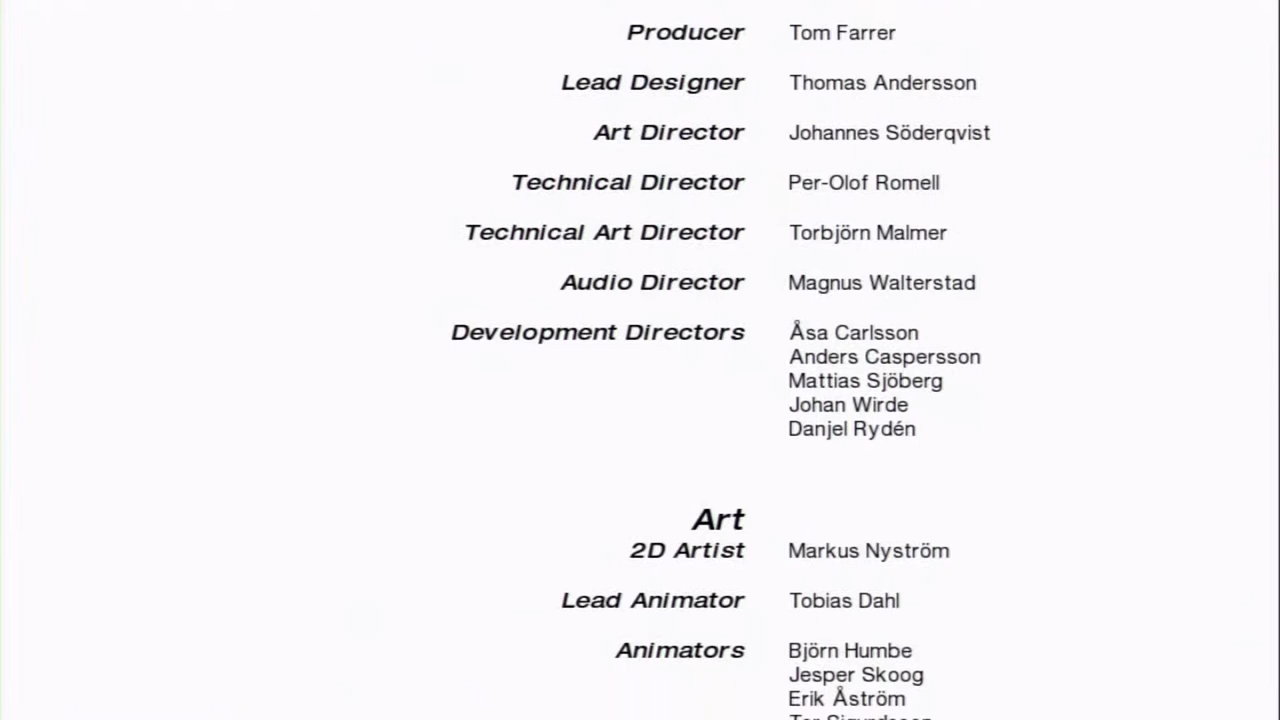 Producer Tom Farrer
Lead Designer Thomas Andersson
Art Director Johannes Söderqvist
Technical Director Per-Olof Romell
Technical Art Director Torbjörn Malmer
Audio Director Magnus Walterstad
Development Directors Åsa Carlsson
Anders Caspersson
Mattias Sjöberg
Johan Wirde
Danjel Rydén
Art
2D Artist Markus Nyström
Lead Animator Tobias Dahl
Animators Björn Humbe
Jesper Skoog
Erik Åström